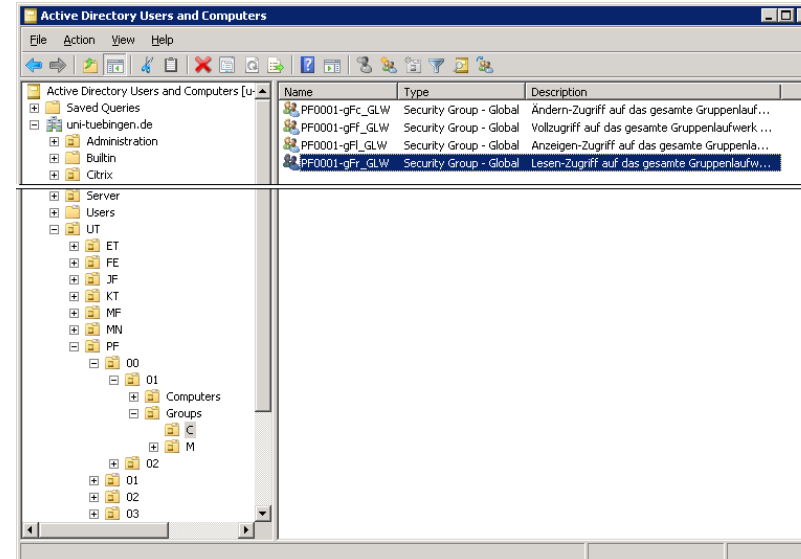 Active Directory Users and Computers
File Action View Help
Active Directory Users and Computers [u-
Saved Queries
uni-tuebingen.de
Administration
Builtin
Citrix
Server
Users
UT
ET
FE
JF
KT
MF
MN
PF
00
01
Computers
Groups
C
M
02
01
02
03
Name Type Description
PF0001-gFc_GLW Security Group - Global Ändern-Zugriff auf das gesamte Gruppenlauf...
PF0001-gFf_GLW Security Group - Global Vollzugriff auf das gesamte Gruppenlaufwerk ...
PF0001-gFl_GLW Security Group - Global Anzeigen-Zugriff auf das gesamte Gruppenla...
PF0001-gFr_GLW Security Group - Global Lesen-Zugriff auf das gesamte Gruppenlaufw...